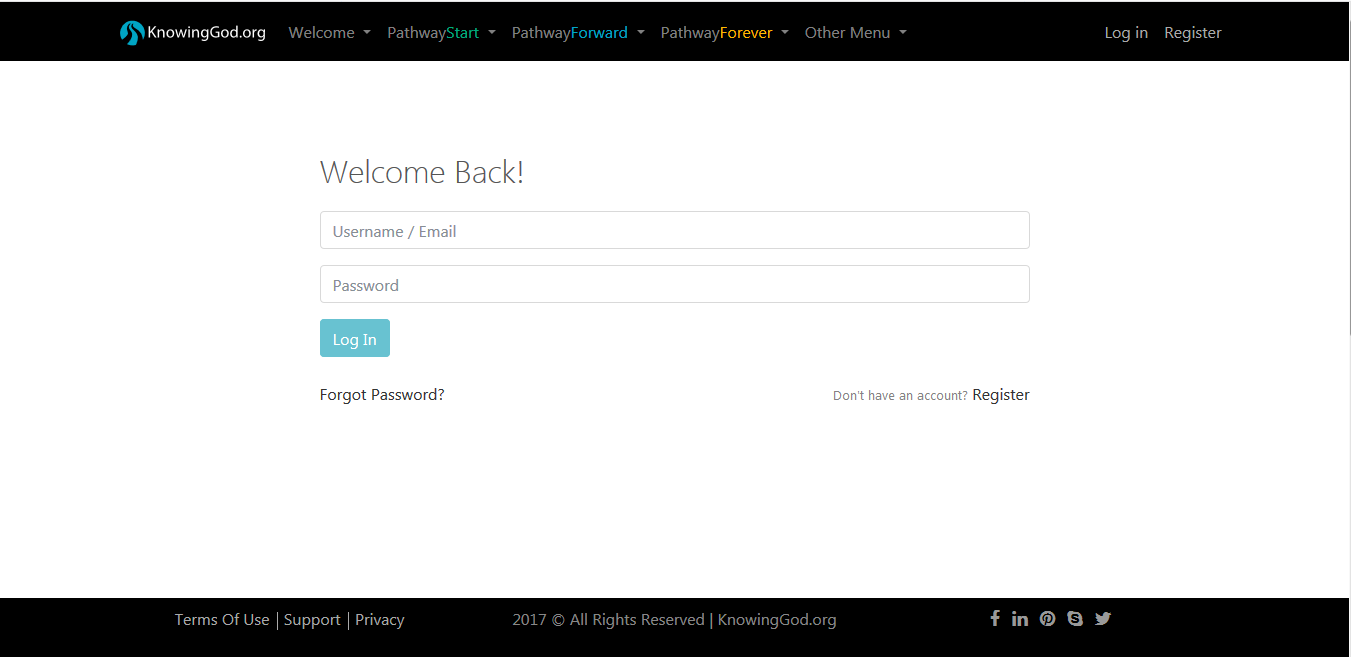 KnowingGod.org Welcome PathwayStart PathwayForward PathwayForever Other Menu Log in Register
Welcome Back!
Username / Email
Password
Log In
Forgot Password? Don't have an account? Register
Terms Of Use | Support | Privacy 2017 © All Rights Reserved | KnowingGod.org